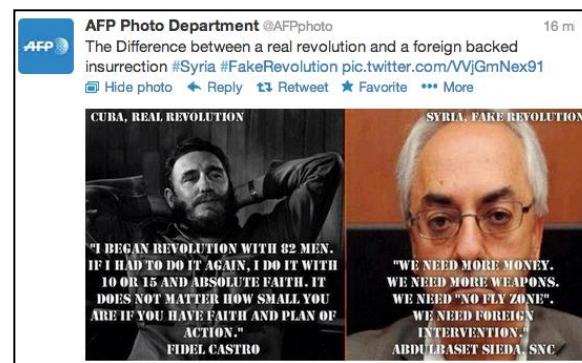 AFP
AFP Photo Department @AFPphoto 16 mi
The Difference between a real revolution and a foreign backed
insurrection #Syria #FakeRevolution pic.twitter.com/VVjGmNex91
Hide photo Reply Retweet Favorite More
CUBA, REAL REVOLUTION
"I BEGAN REVOLUTION WITH 82 MEN.
IF I HAD TO DO IT AGAIN, I DO IT WITH
10 OR 15 AND ABSOLUTE FAITH. IT
DOES NOT MATTER HOW SMALL YOU
ARE IF YOU HAVE FAITH AND PLAN OF
ACTION."
FIDEL CASTRO
SYRIA, FAKE REVOLUTION
"WE NEED MORE MONEY.
WE NEED MORE WEAPONS.
WE NEED "NO FLY ZONE".
WE NEED FOREIGN
INTERVENTION."
ABDULBASET SIEDA, SNC